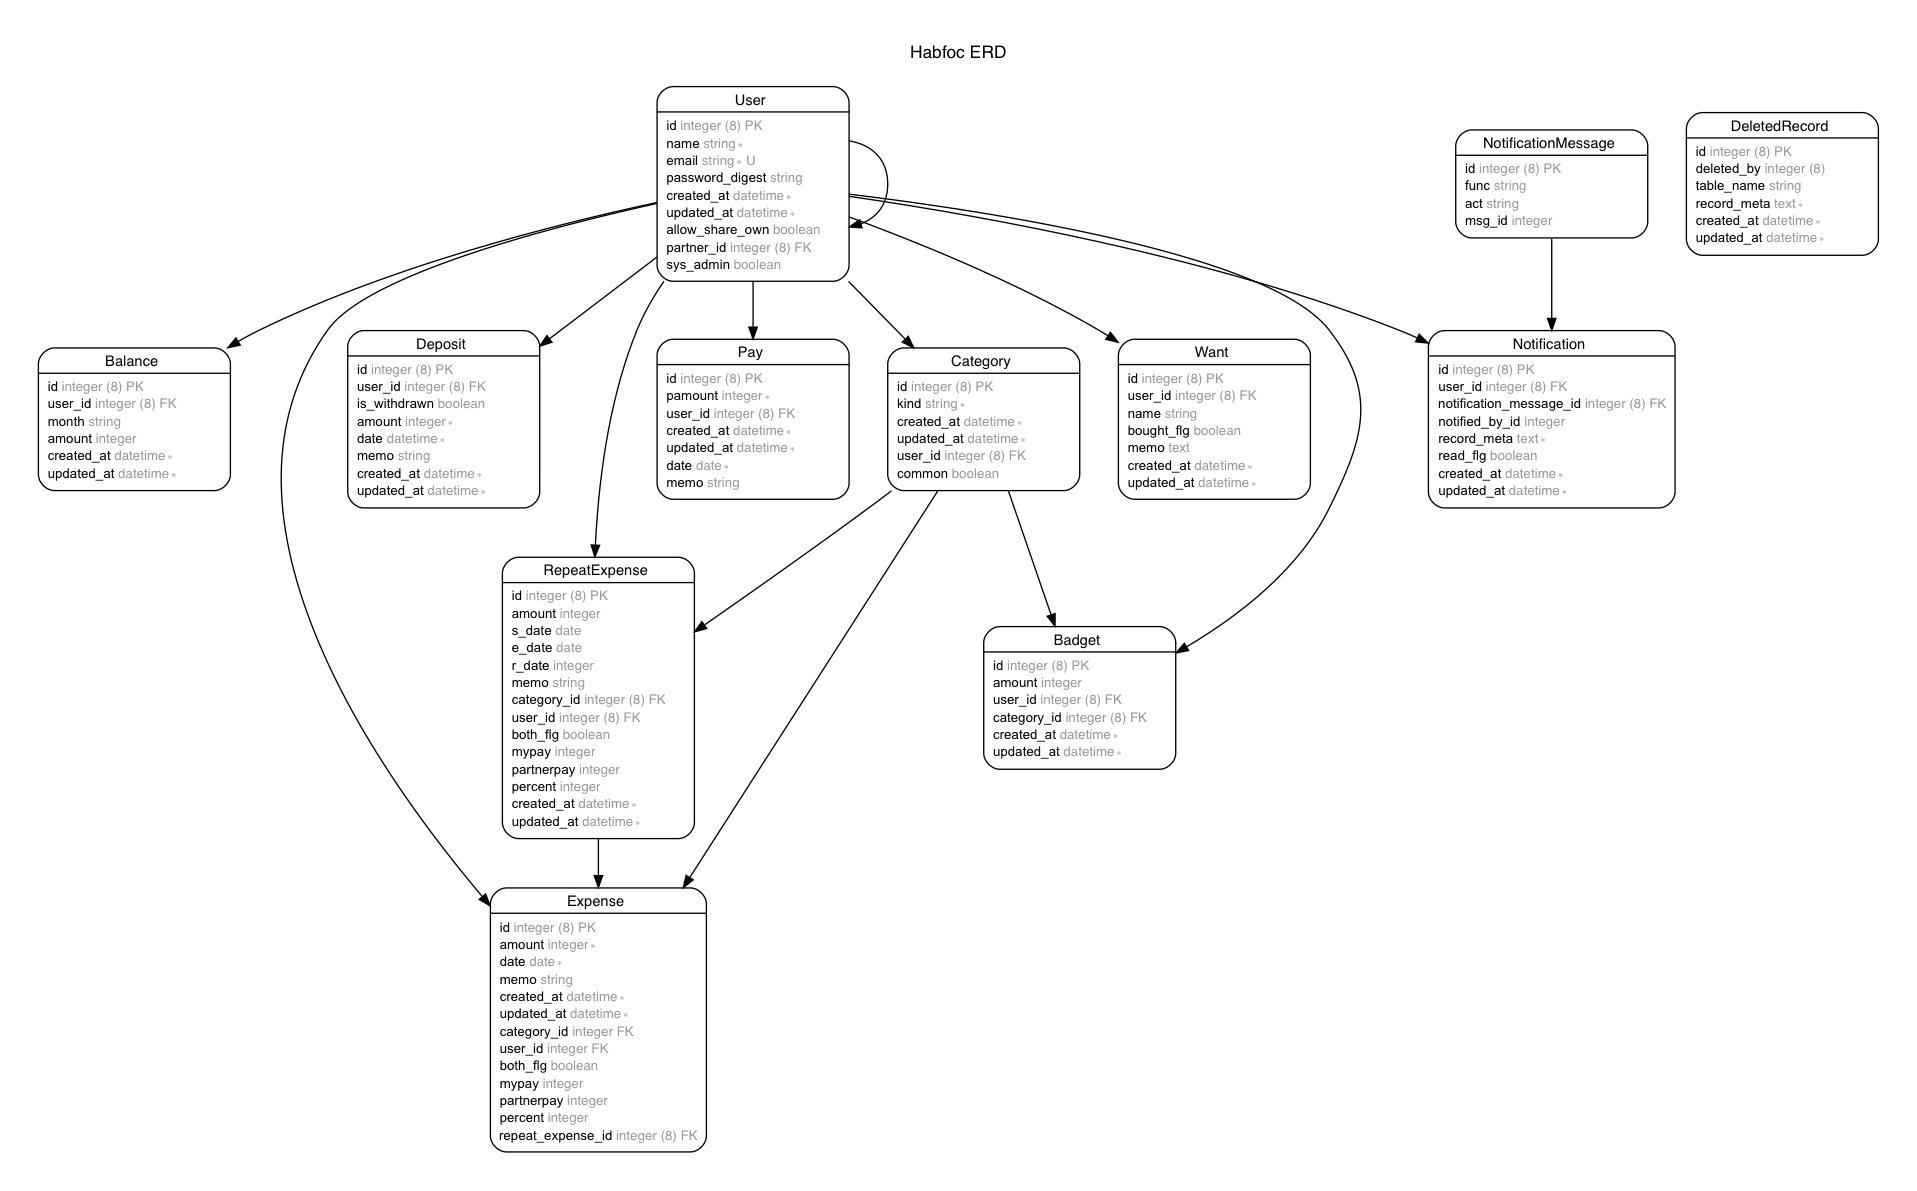 Habfoc ERD
User
id integer (8) PK
name string *
email string * U
password_digest string
created_at datetime *
updated_at datetime *
allow_share_own boolean
partner_id integer (8) FK
sys_admin boolean
NotificationMessage
id integer (8) PK
func string
act string
msg_id integer
DeletedRecord
id integer (8) PK
deleted_by integer (8)
table_name string
record_meta text *
created_at datetime *
updated_at datetime *
Balance
id integer (8) PK
user_id integer (8) FK
month string
amount integer
created_at datetime *
updated_at datetime *
Deposit
id integer (8) PK
user_id integer (8) FK
is_withdrawn boolean
amount integer *
date datetime *
memo string
created_at datetime *
updated_at datetime *
Pay
id integer (8) PK
pamount integer *
user_id integer (8) FK
created_at datetime *
updated_at datetime *
date date *
memo string
Category
id integer (8) PK
kind string *
created_at datetime *
updated_at datetime *
user_id integer (8) FK
common boolean
Want
id integer (8) PK
user_id integer (8) FK
name string
bought_flg boolean
memo text
created_at datetime *
updated_at datetime *
Notification
id integer (8) PK
user_id integer (8) FK
notification_message_id integer (8) FK
notified_by_id integer
record_meta text *
read_flg boolean
created_at datetime *
updated_at datetime *
RepeatExpense
id integer (8) PK
amount integer
s_date date
e_date date
r_date integer
memo string
category_id integer (8) FK
user_id integer (8) FK
both_flg boolean
mypay integer
partnerpay integer
percent integer
created_at datetime *
updated_at datetime *
Badget
id integer (8) PK
amount integer
user_id integer (8) FK
category_id integer (8) FK
created_at datetime *
updated_at datetime *
Expense
id integer (8) PK
amount integer *
date date *
memo string
created_at datetime *
updated_at datetime *
category_id integer FK
user_id integer FK
both_flg boolean
mypay integer
partnerpay integer
percent integer
repeat_expense_id integer (8) FK